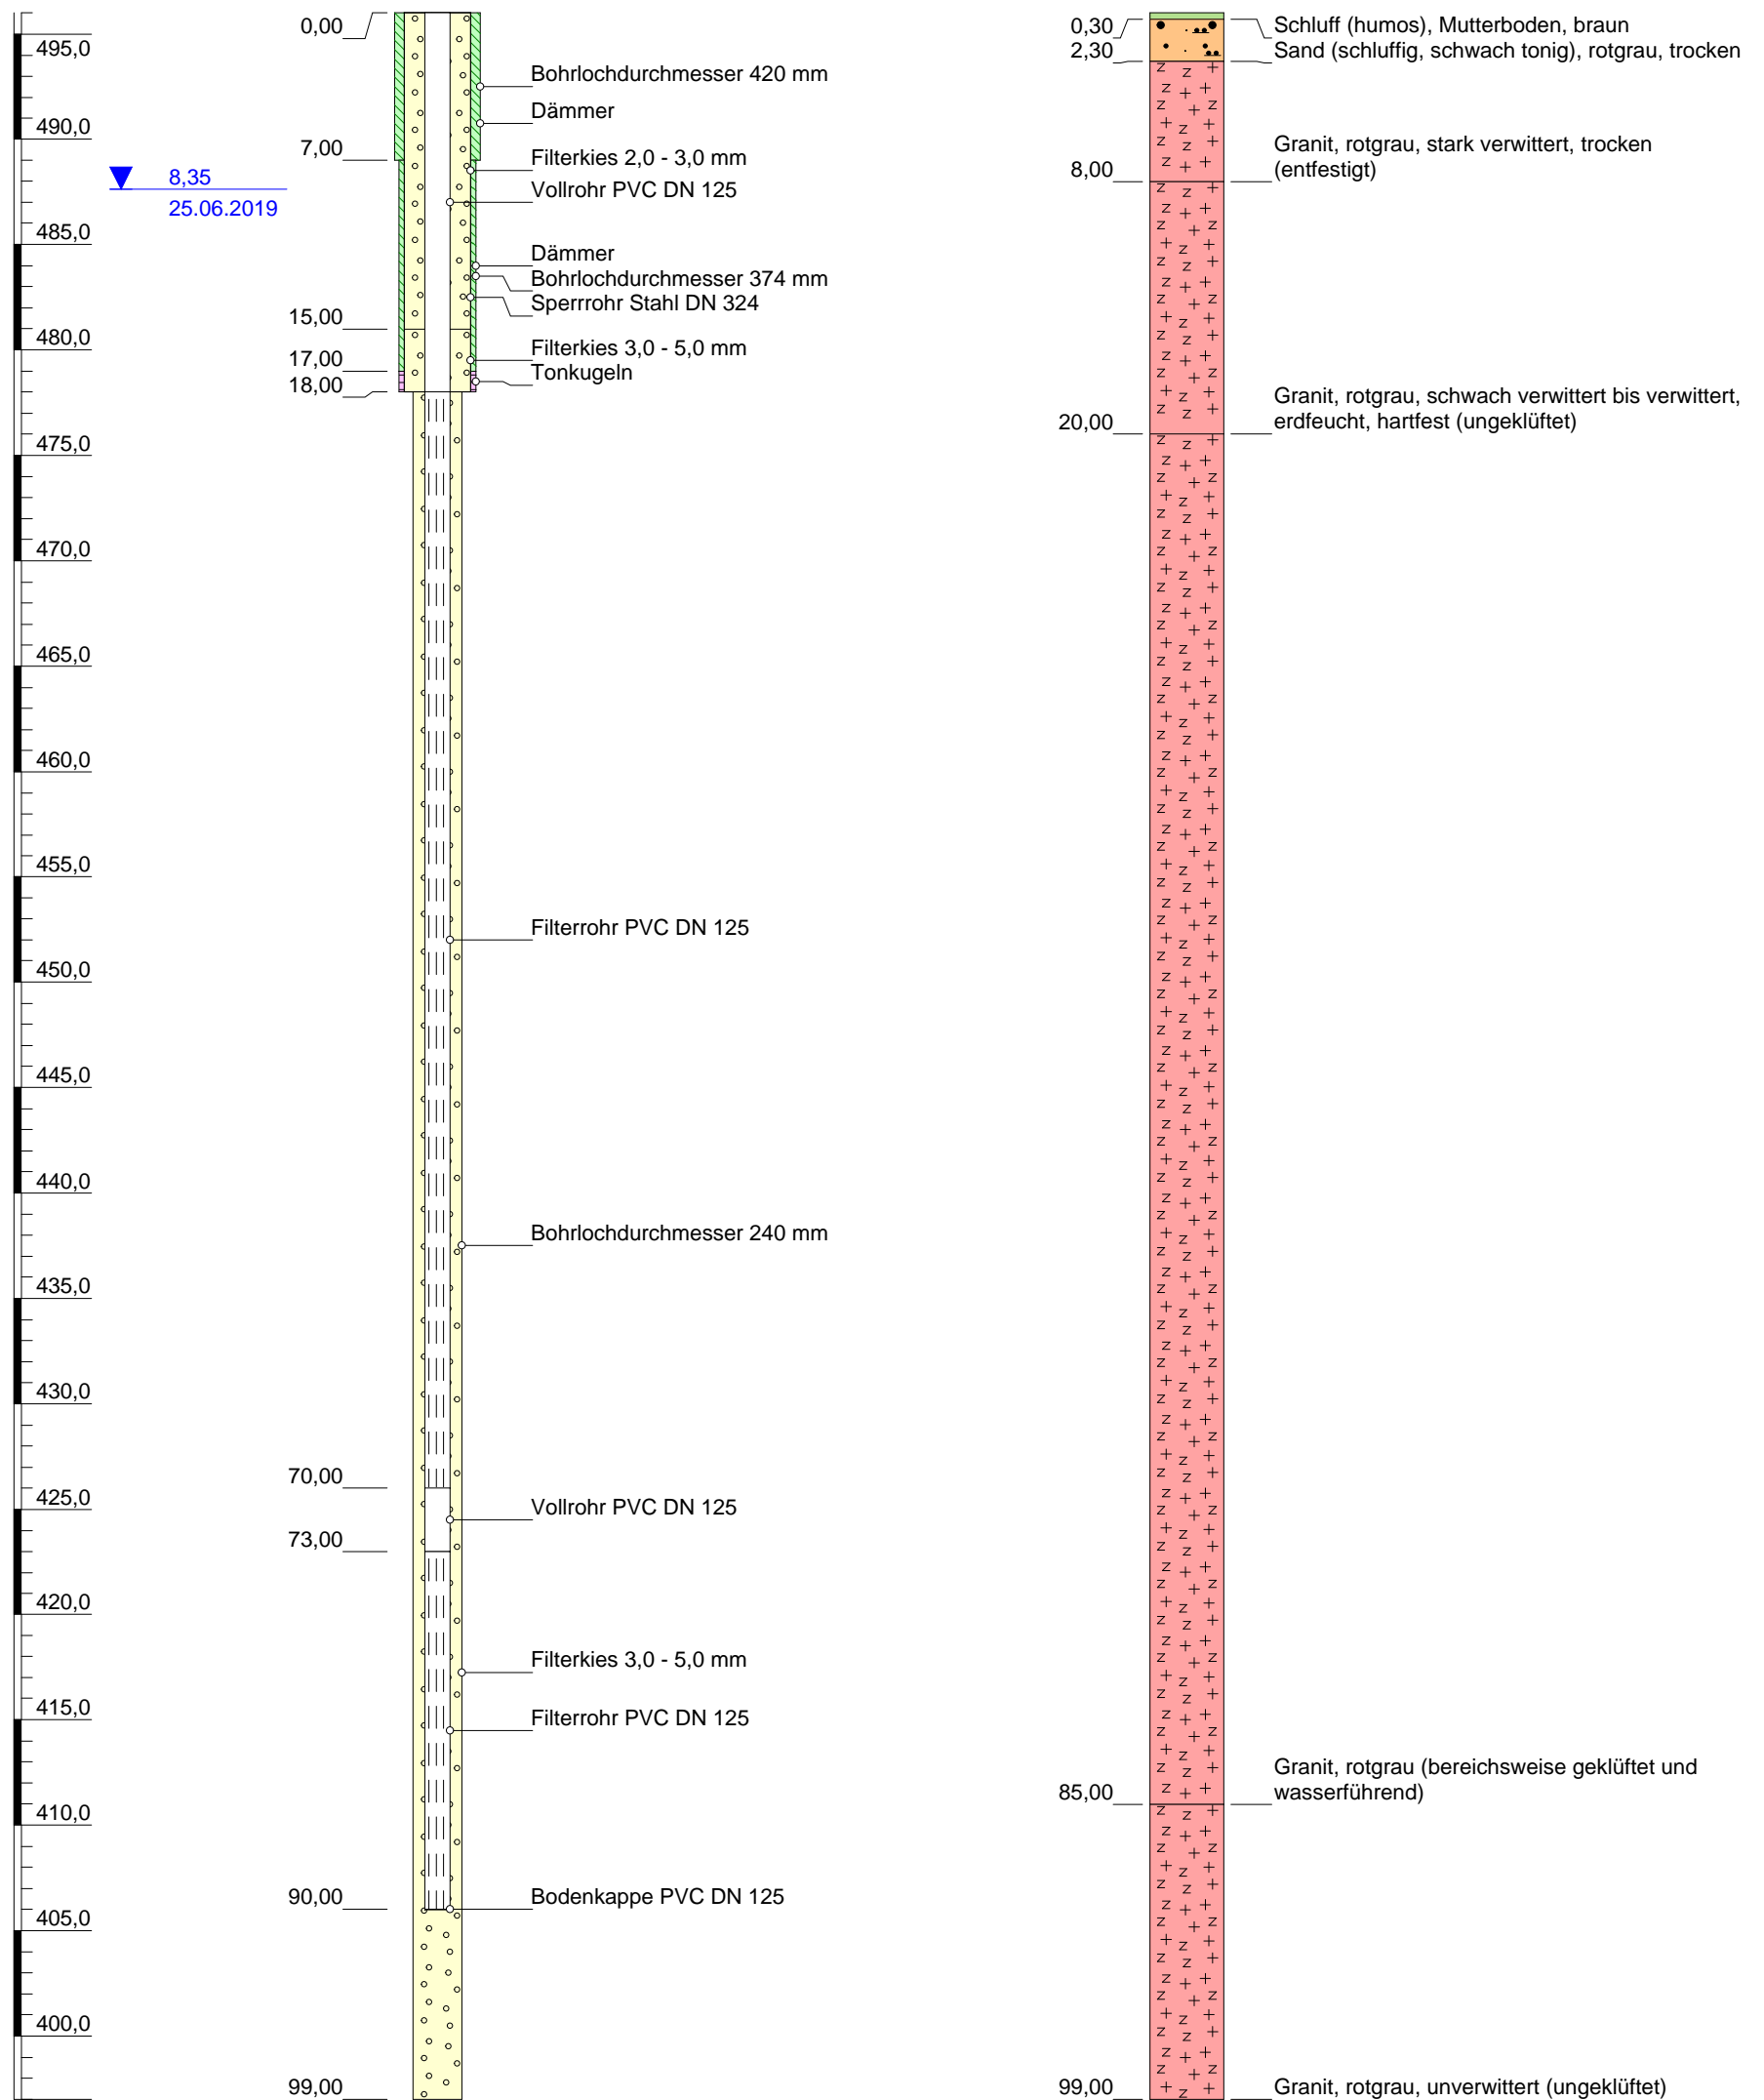 495,0
490,0
485,0
480,0
475,0
470,0
465,0
460,0
455,0
450,0
445,0
440,0
435,0
430,0
425,0
420,0
415,0
410,0
405,0
400,0
8,35
25.06.2019
0,00
7,00
15,00
17,00
18,00
70,00
73,00
90,00
99,00
Bohrlochdurchmesser 420 mm
Dämmer
Filterkies 2,0 - 3,0 mm
Vollrohr PVC DN 125
Dämmer
Bohrlochdurchmesser 374 mm
Sperrrohr Stahl DN 324
Filterkies 3,0 - 5,0 mm
Tonkugeln
Filterrohr PVC DN 125
Bohrlochdurchmesser 240 mm
Vollrohr PVC DN 125
Filterkies 3,0 - 5,0 mm
Filterrohr PVC DN 125
Bodenkappe PVC DN 125
0,30 Schluff (humos), Mutterboden, braun
2,30 Sand (schluffig, schwach tonig), rotgrau, trocken
Granit, rotgrau, stark verwittert, trocken
8,00 (entfestigt)
Granit, rotgrau, schwach verwittert bis verwittert,
20,00 erdfeucht, hartfest (ungeklüftet)
Granit, rotgrau (bereichsweise geklüftet und
85,00 wasserführend)
99,00 Granit, rotgrau, unverwittert (ungeklüftet)